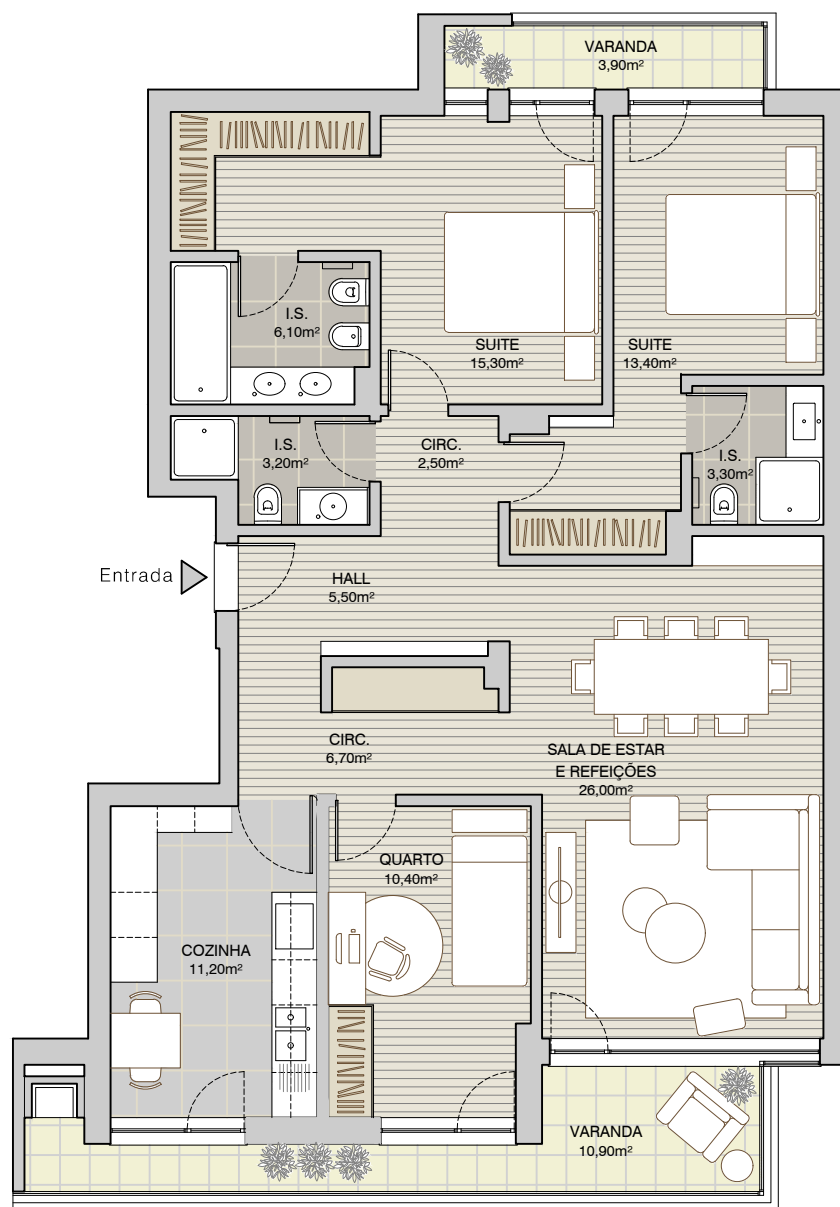 VARANDA
3,90m²
I.S.
6,10m²
SUITE
15,30m²
SUITE
13,40m²
I.S.
3,20m²
CIRC.
2,50m²
I.S.
3,30m²
Entrada
HALL
5,50m²
CIRC.
6,70m²
SALA DE ESTAR
E REFEIÇÕES
26,00m²
QUARTO
10,40m²
COZINHA
11,20m²
VARANDA
10,90m²